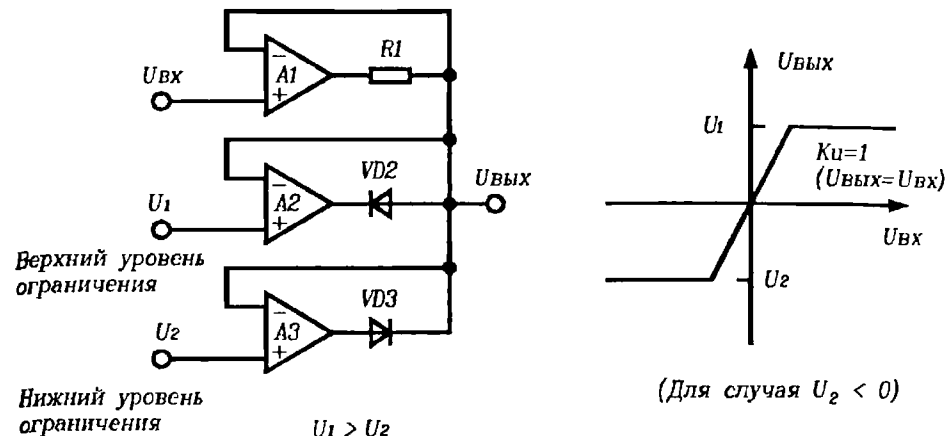 R1
Uвх
A1
−
+
VD2
Uвых
U1
A2
−
+
Верхний уровень
ограничения
VD3
U2
A3
−
+
Нижний уровень
ограничения
U1 > U2
Uвых
U1
Ku=1
(Uвых=Uвх)
Uвх
U2
(Для случая U2 < 0)